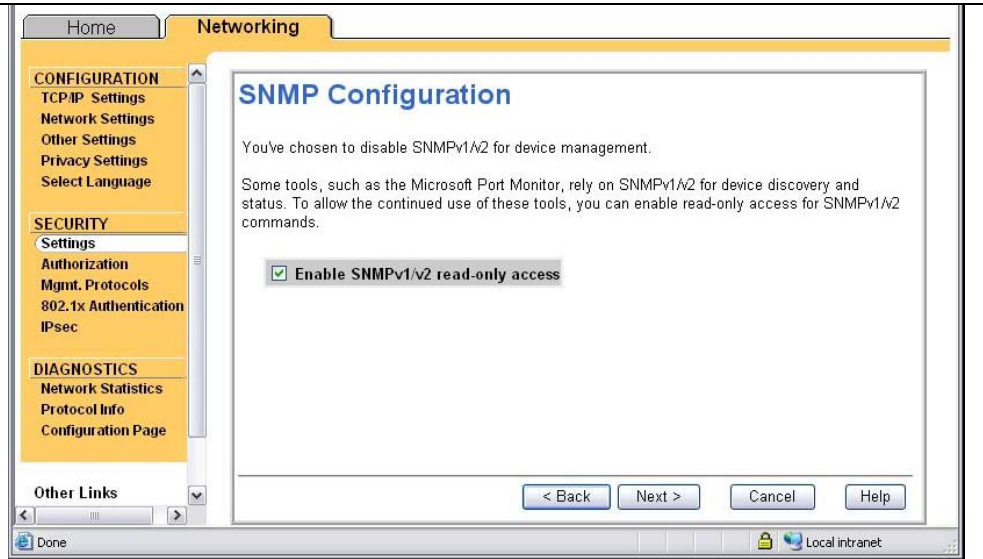 Home
Networking
CONFIGURATION
TCP/IP Settings
Network Settings
Other Settings
Privacy Settings
Select Language
SECURITY
Settings
Authorization
Mgmt. Protocols
802.1x Authentication
IPsec
DIAGNOSTICS
Network Statistics
Protocol Info
Configuration Page
Other Links
SNMP Configuration
You've chosen to disable SNMPv1/v2 for device management.
Some tools, such as the Microsoft Port Monitor, rely on SNMPv1/v2 for device discovery and
status. To allow the continued use of these tools, you can enable read-only access for SNMPv1/v2
commands.
Enable SNMPv1/v2 read-only access
< Back
Next >
Cancel
Help
Done
Local intranet